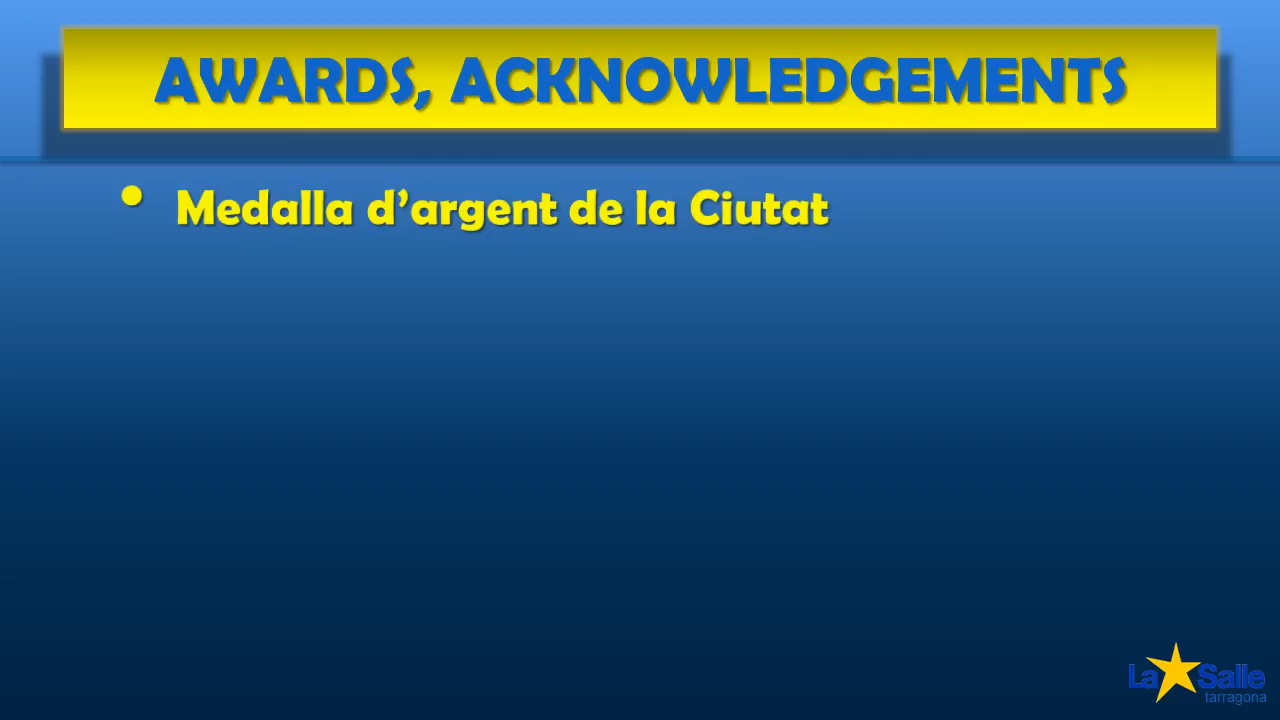 AWARDS, ACKNOWLEDGEMENTS
• Medalla d’argent de la Ciutat
La Salle
tarragona